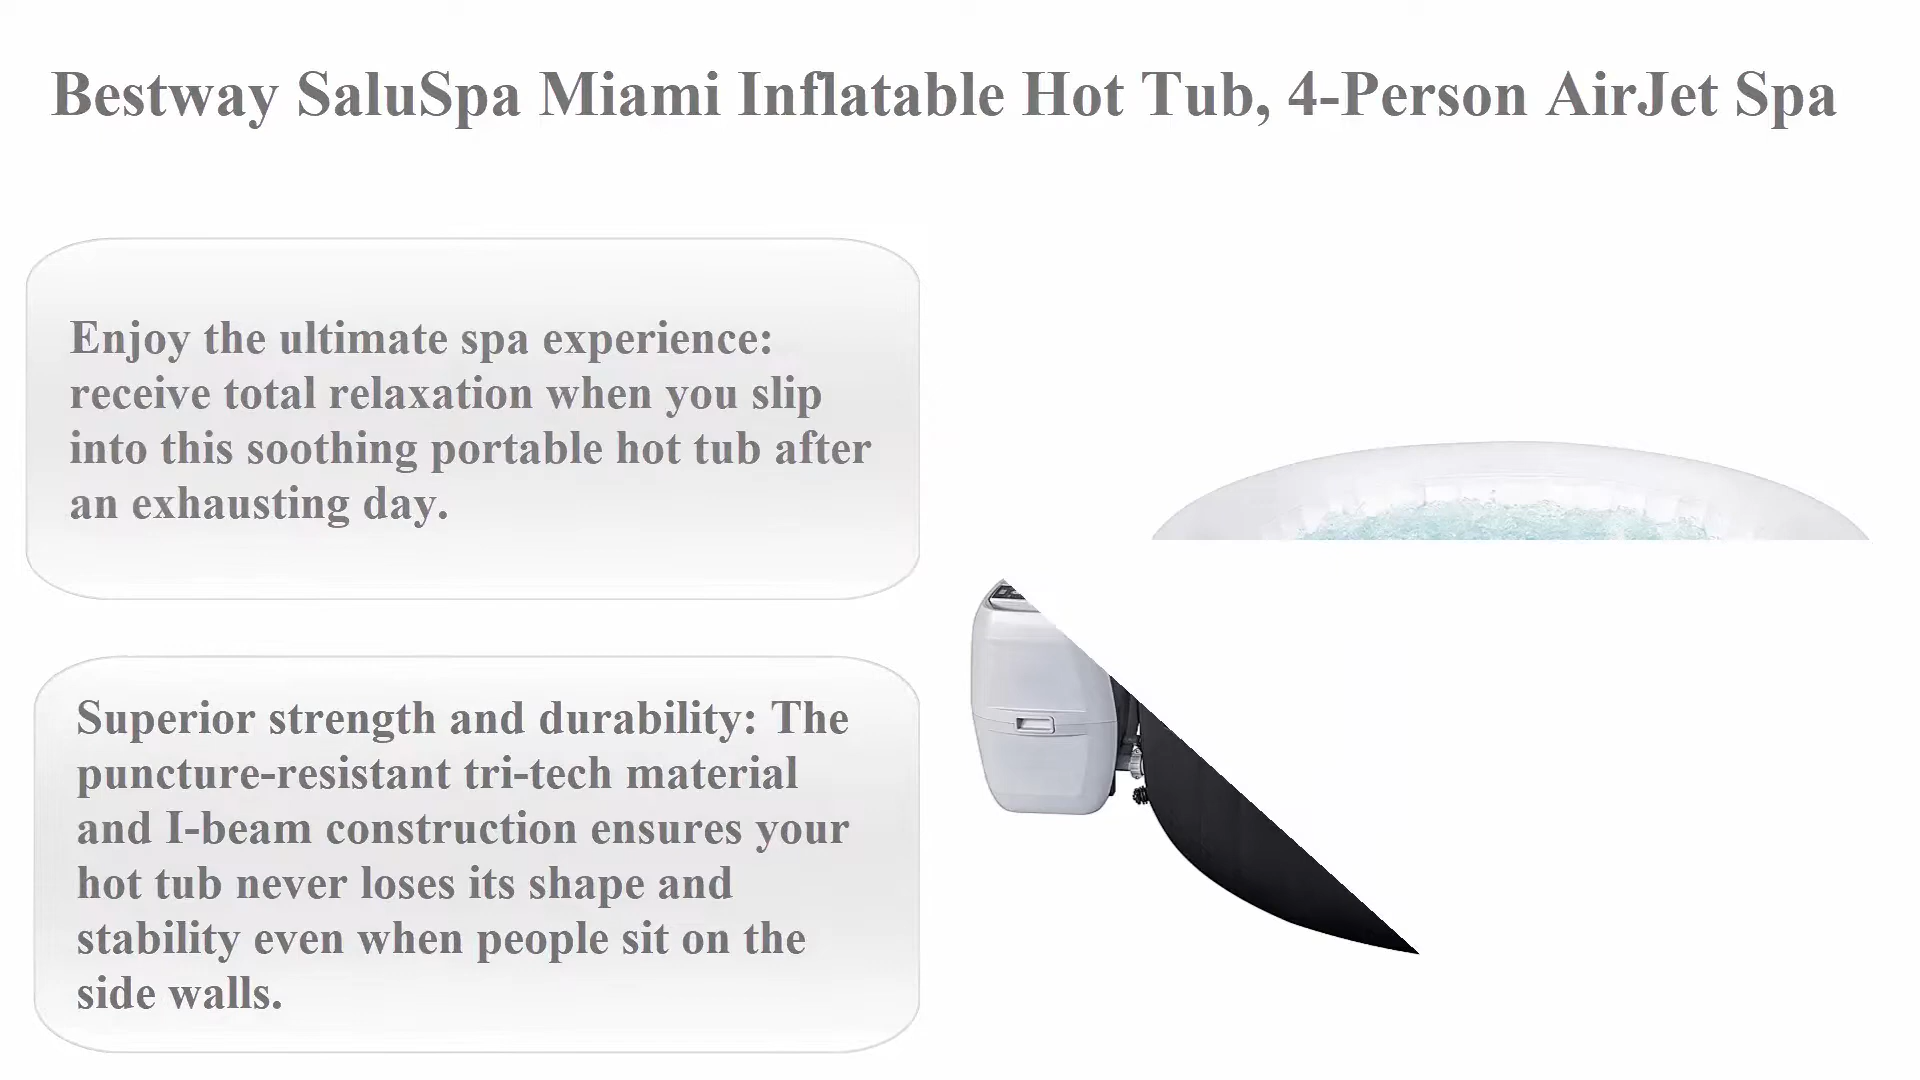 Bestway SaluSpa Miami Inflatable Hot Tub, 4-Person AirJet Spa
Enjoy the ultimate spa experience:
receive total relaxation when you slip
into this soothing portable hot tub after
an exhausting day.
Superior strength and durability: The
puncture-resistant tri-tech material
and I-beam construction ensures your
hot tub never loses its shape and
stability even when people sit on the
side walls.